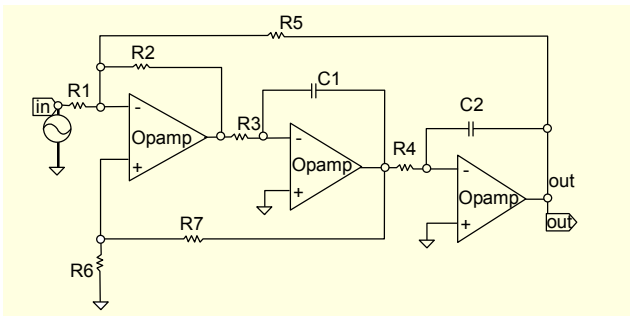 R5
R2
C1
R1
in
-
Opamp
+
R3
-
Opamp
+
C2
R4
-
Opamp
+
out
out
R7
R6